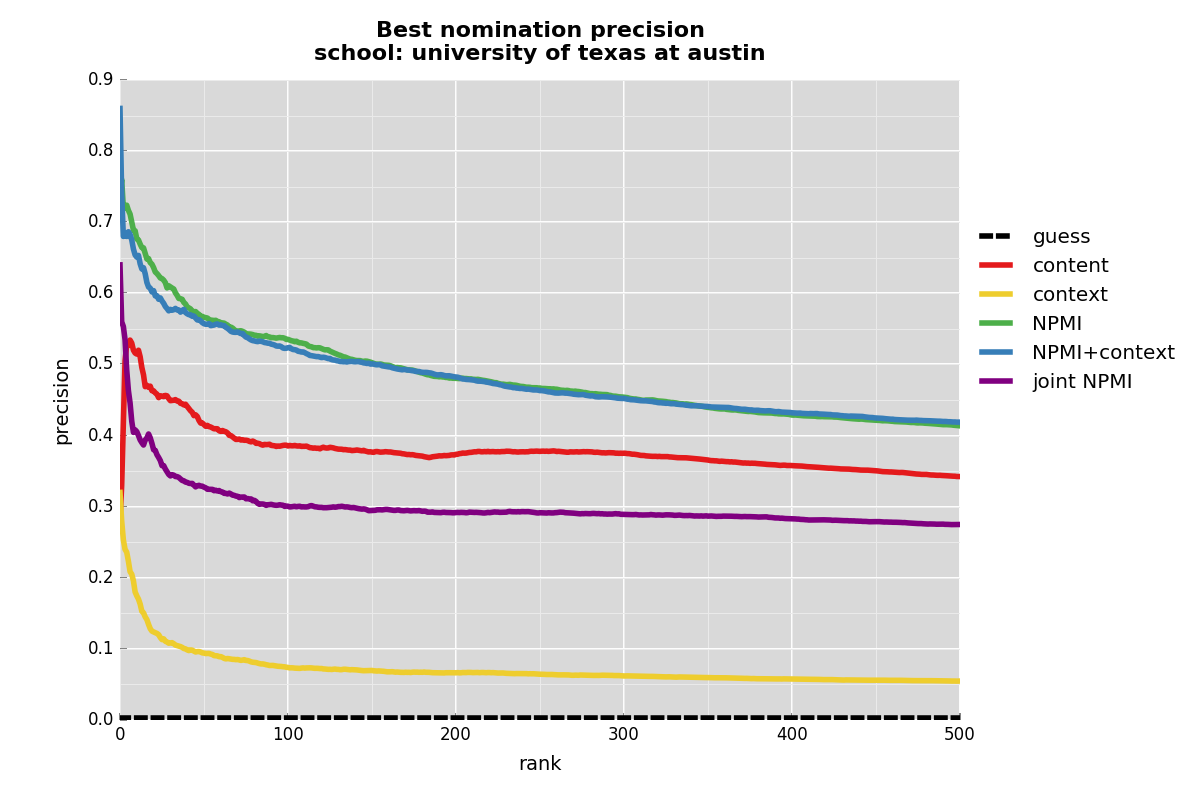 Best nomination precision
school: university of texas at austin
precision
0.9
0.8
0.7
0.6
0.5
0.4
0.3
0.2
0.1
0.0
0
100
200
300
400
500
rank
guess
content
context
NPMI
NPMI+context
joint NPMI